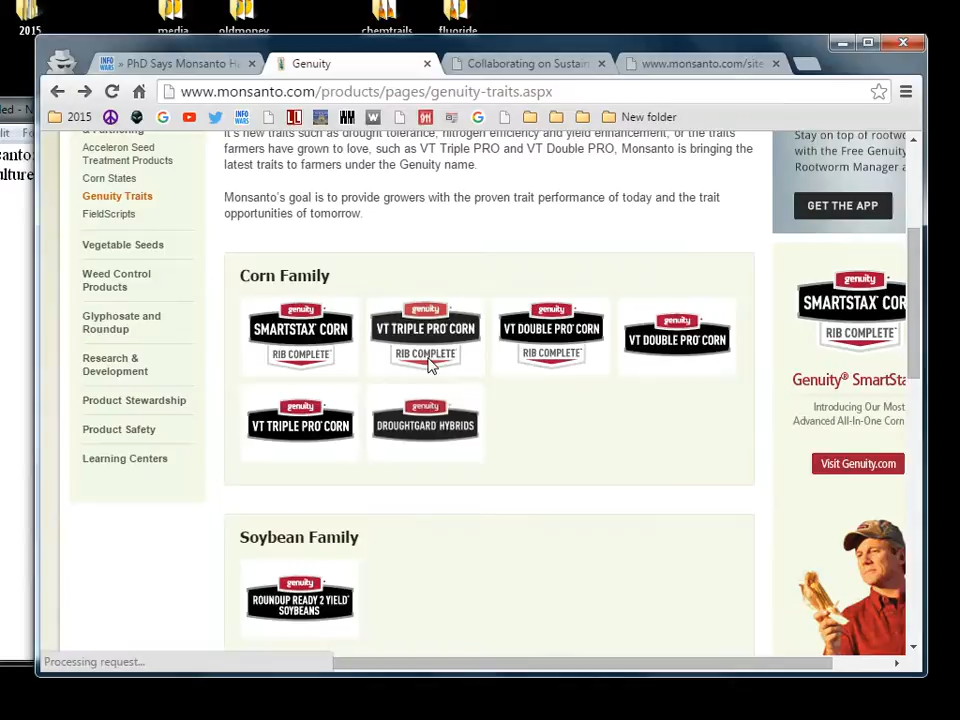 2015
media
oldmoney
chemtrails
fluoride
» PhD Says Monsanto H
Genuity
Collaborating on Sustain
www.monsanto.com/site
www.monsanto.com/products/pages/genuity-traits.aspx
2015
INFO WARS
New folder
Acceleron Seed
Treatment Products
Corn States
Genuity Traits
FieldScripts
Vegetable Seeds
Weed Control
Products
Glyphosate and
Roundup
Research &
Development
Product Stewardship
Product Safety
Learning Centers
It's new traits such as drought tolerance, nitrogen efficiency and yield enhancement, or the traits
farmers have grown to love, such as VT Triple PRO and VT Double PRO, Monsanto is bringing the
latest traits to farmers under the Genuity name.
Monsanto's goal is to provide growers with the proven trait performance of today and the trait
opportunities of tomorrow.
Corn Family
genuity
SMARTSTAX CORN
RIB COMPLETE
genuity
VT TRIPLE PRO CORN
RIB COMPLETE
genuity
VT DOUBLE PRO CORN
RIB COMPLETE
genuity
VT DOUBLE PRO CORN
genuity
VT TRIPLE PRO CORN
genuity
DROUGHTGARD HYBRIDS
Soybean Family
genuity
ROUNDUP READY 2 YIELD
SOYBEANS
Stay on top of rootwo
with the Free Genuity
Rootworm Manager a
GET THE APP
genuity
SMARTSTAX COR
RIB COMPLETE
Genuity® SmartSta
Introducing Our Most
Advanced All-In-One Corn
Visit Genuity.com
Processing request...